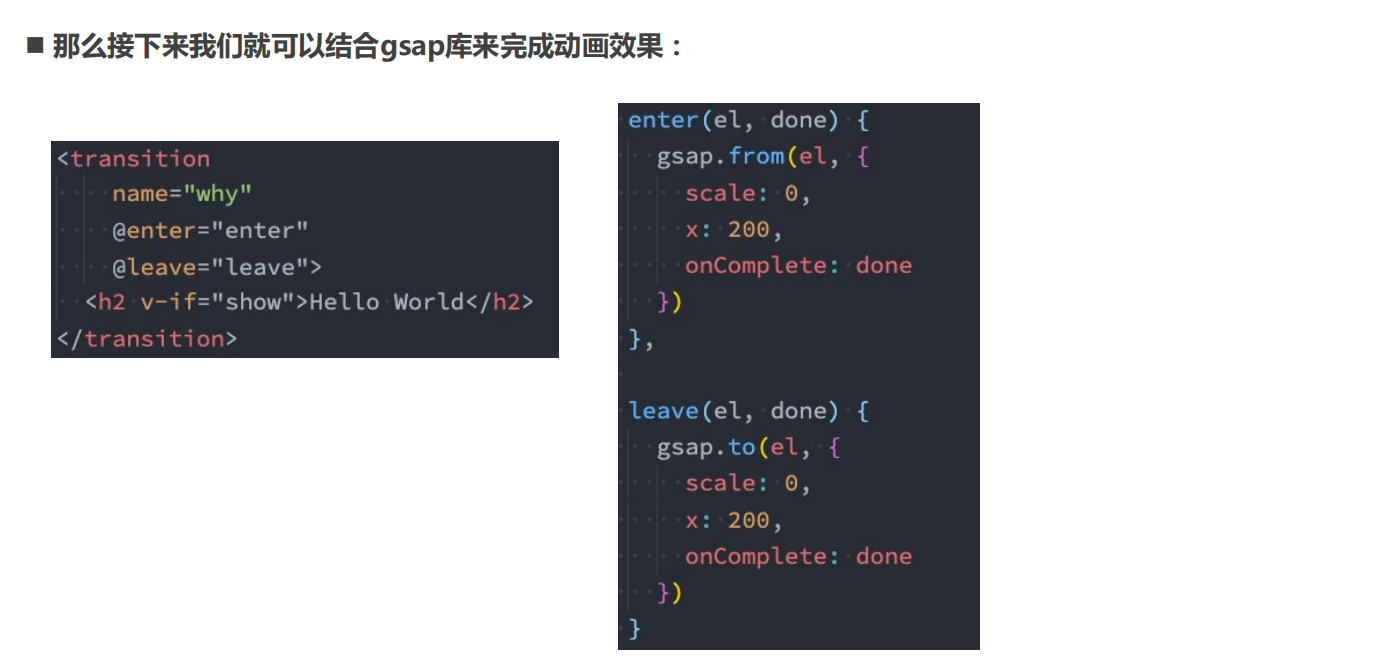 ■ 那么接下来我们就可以结合gsap库来完成动画效果：
<transition
name="why"
@enter="enter"
@leave="leave">
<h2 v-if="show">Hello World</h2>
</transition>
enter(el, done) {
gsap.from(el, {
scale: 0,
x: 200,
onComplete: done
})
},
leave(el, done) {
gsap.to(el, {
scale: 0,
x: 200,
onComplete: done
})
}